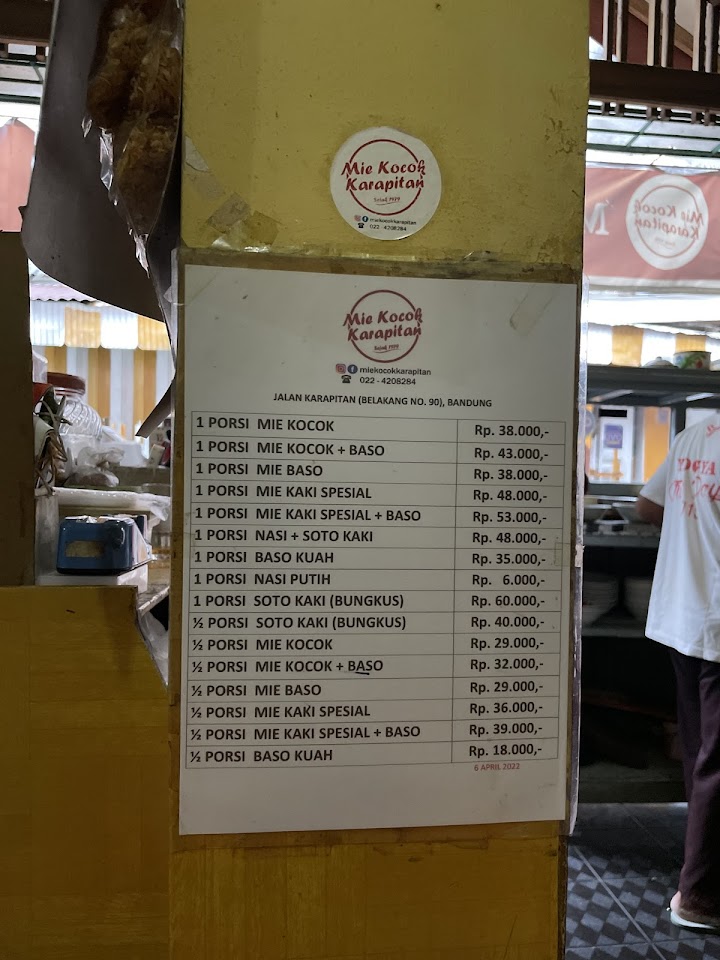 Mie Kocok
Karapitan
Sejak 1989
miekocokkarapitan
022 - 4208284
Mie Kocok
Karapitan
Mie Kocok
Karapitan
miekocokkarapitan
022 - 4208284
JALAN KARAPITAN (BELAKANG NO. 90), BANDUNG
1 PORSI MIE KOCOK Rp. 38.000,-
1 PORSI MIE KOCOK + BASO Rp. 43.000,-
1 PORSI MIE BASO Rp. 38.000,-
1 PORSI MIE KAKI SPESIAL Rp. 48.000,-
1 PORSI MIE KAKI SPESIAL + BASO Rp. 53.000,-
1 PORSI NASI + SOTO KAKI Rp. 48.000,-
1 PORSI BASO KUAH Rp. 35.000,-
1 PORSI NASI PUTIH Rp. 6.000,-
1 PORSI SOTO KAKI (BUNGKUS) Rp. 60.000,-
½ PORSI SOTO KAKI (BUNGKUS) Rp. 40.000,-
½ PORSI MIE KOCOK Rp. 29.000,-
½ PORSI MIE KOCOK + BASO Rp. 32.000,-
½ PORSI MIE BASO Rp. 29.000,-
½ PORSI MIE KAKI SPESIAL Rp. 36.000,-
½ PORSI MIE KAKI SPESIAL + BASO Rp. 39.000,-
½ PORSI BASO KUAH Rp. 18.000,-
6 APRIL 2022